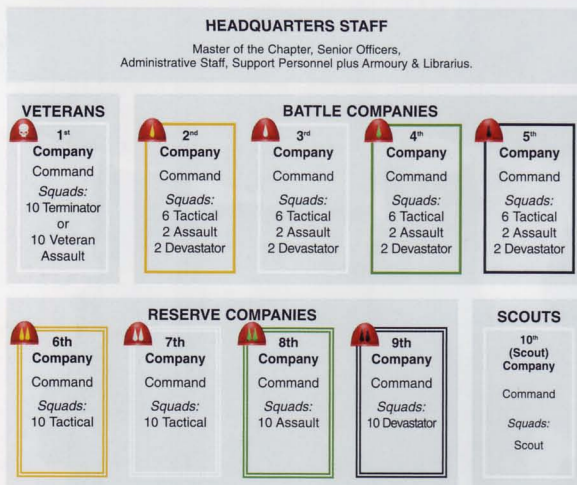 HEADQUARTERS STAFF
Master of the Chapter, Senior Officers,
Administrative Staff, Support Personnel plus Armoury & Librarius.
VETERANS
1st
Company
Command
Squads:
10 Terminator
or
10 Veteran
Assault
BATTLE COMPANIES
2nd
Company
Command
Squads:
6 Tactical
2 Assault
2 Devastator
3rd
Company
Command
Squads:
6 Tactical
2 Assault
2 Devastator
4th
Company
Command
Squads:
6 Tactical
2 Assault
2 Devastator
5th
Company
Command
Squads:
6 Tactical
2 Assault
2 Devastator
RESERVE COMPANIES
6th
Company
Command
Squads:
10 Tactical
7th
Company
Command
Squads:
10 Tactical
8th
Company
Command
Squads:
10 Assault
9th
Company
Command
Squads:
10 Devastator
SCOUTS
10th
(Scout)
Company
Command
Squads:
Scout